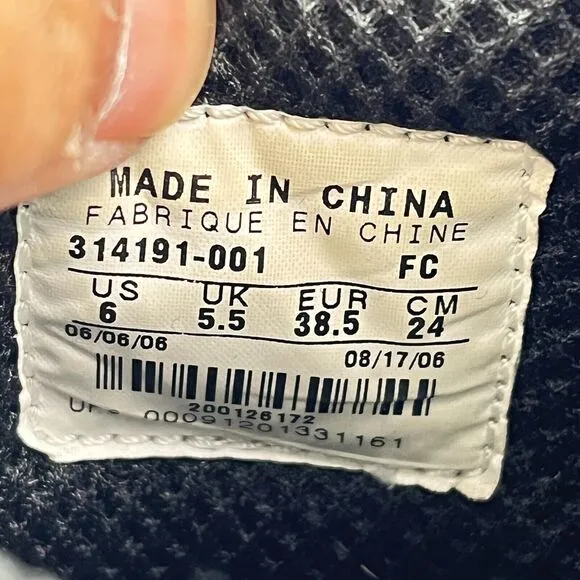 MADE IN CHINA
FABRIQUE EN CHINE
314191-001 FC
US UK EUR CM
6 5.5 38.5 24
06/06/06 08/17/06
200126172
00091201331161